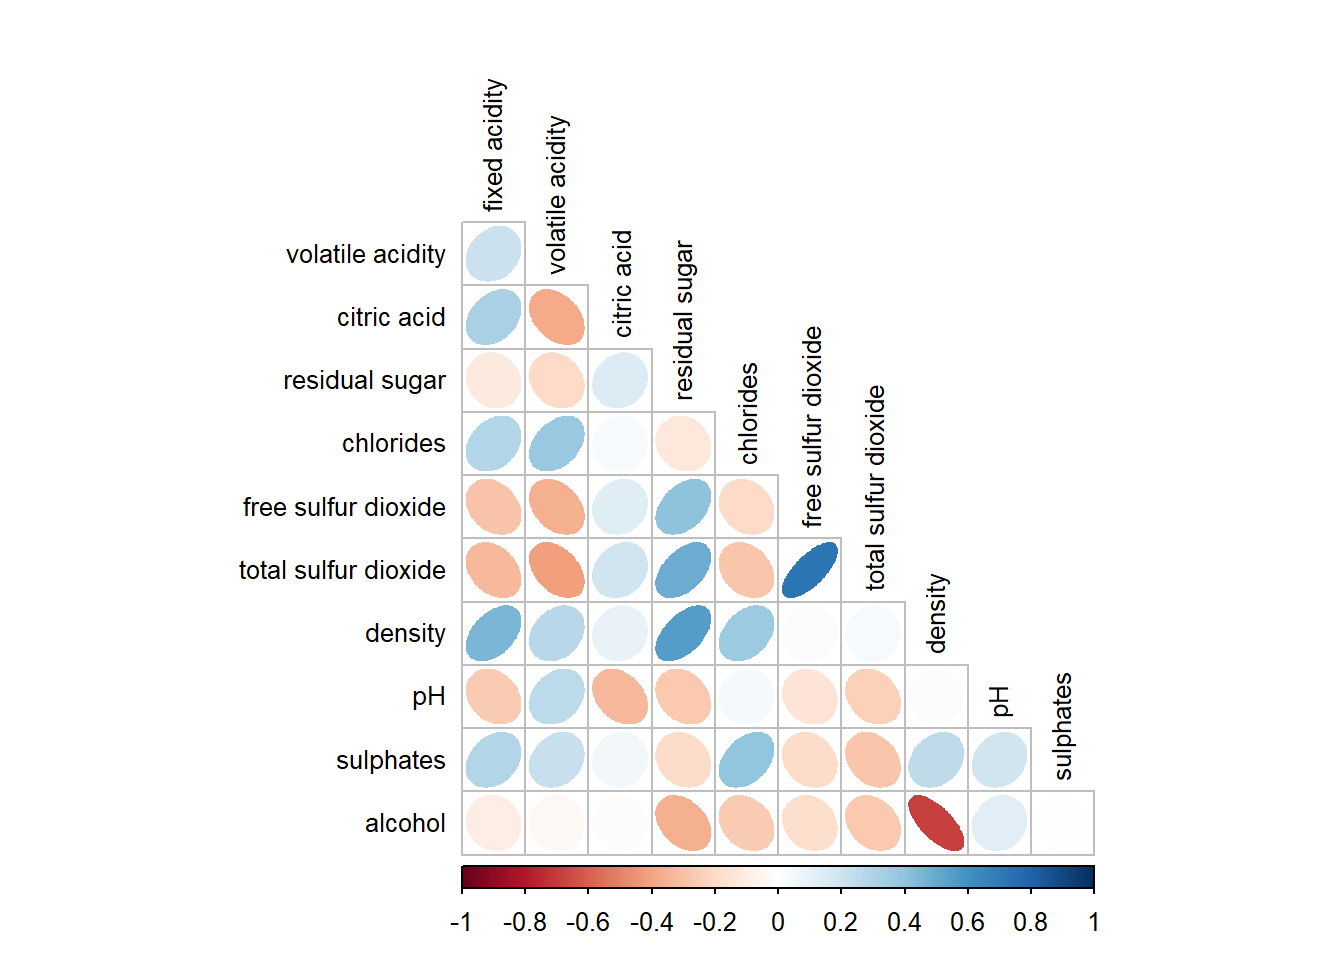 fixed acidity
volatile acidity
citric acid
residual sugar
chlorides
free sulfur dioxide
total sulfur dioxide
density
pH
sulphates
volatile acidity
citric acid
residual sugar
chlorides
free sulfur dioxide
total sulfur dioxide
density
pH
sulphates
alcohol
-1 -0.8 -0.6 -0.4 -0.2 0 0.2 0.4 0.6 0.8 1